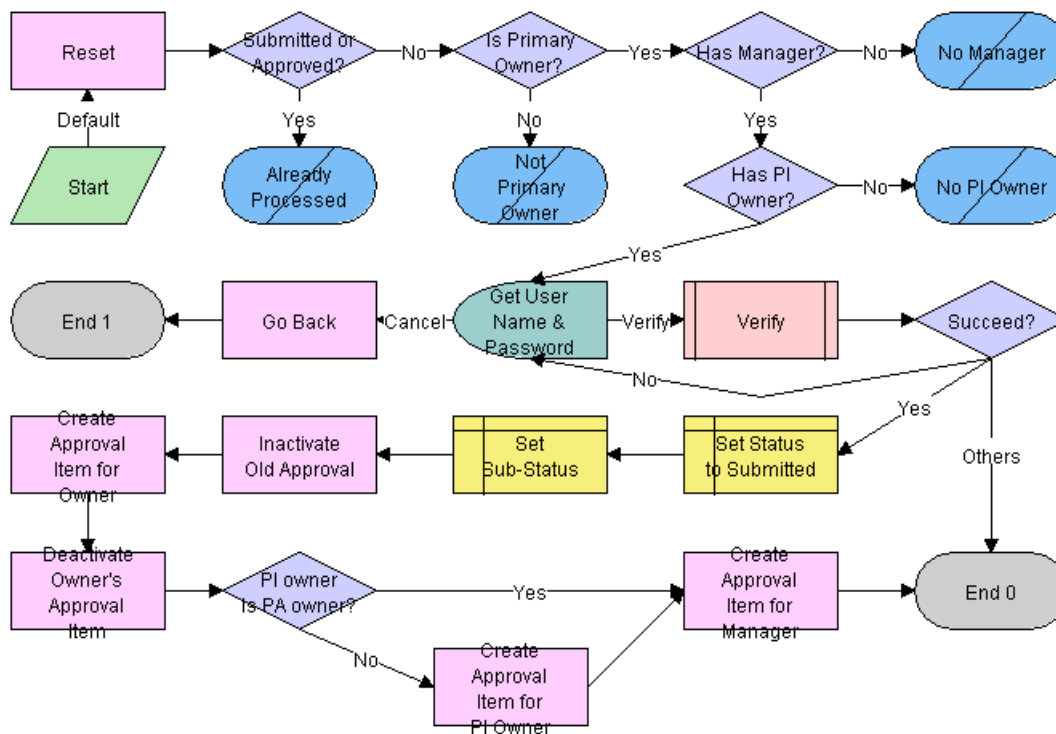 Reset
Submitted or
Approved?
No
Is Primary
Owner?
Yes
Has Manager?
No
No Manager
Default
Yes
No
Yes
Start
Already
Processed
Not
Primary
Owner
Has PI
Owner?
No
No PI Owner
Yes
End 1
Go Back
Cancel
Get User
Name &
Password
Verify
Verify
Succeed?
No
Yes
Others
Create
Approval
Item for
Owner
Inactivate
Old Approval
Set
Sub-Status
Set Status
to Submitted
Deactivate
Owner's
Approval
Item
PI owner
is PA owner?
Yes
No
Create
Approval
Item for
PI Owner
Create
Approval
Item for
Manager
End 0